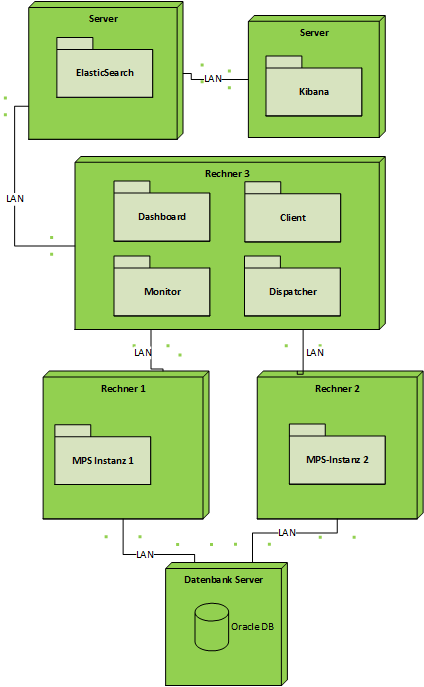 Server
ElasticSearch
LAN
Server
Kibana
LAN
Rechner 3
Dashboard
Client
Monitor
Dispatcher
LAN
LAN
Rechner 1
MPS Instanz 1
Rechner 2
MPS-Instanz 2
LAN
LAN
Datenbank Server
Oracle DB